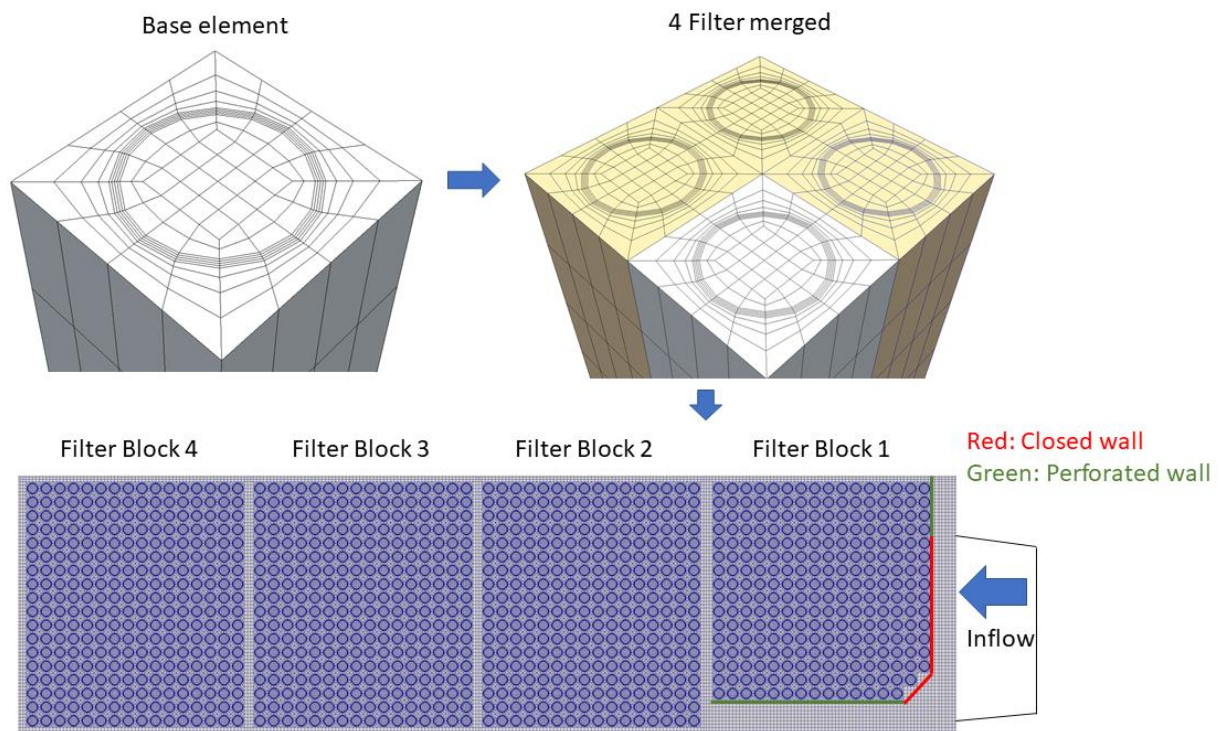 Base element
4 Filter merged
Filter Block 4
Filter Block 3
Filter Block 2
Filter Block 1
Red: Closed wall
Green: Perforated wall
Inflow